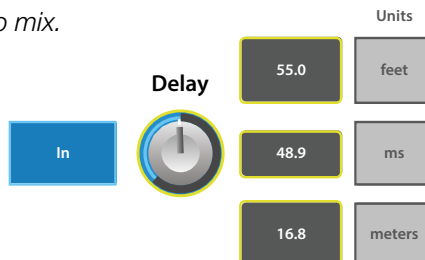 o mix.
Units
55.0 feet
Delay
In 48.9 ms
16.8 meters